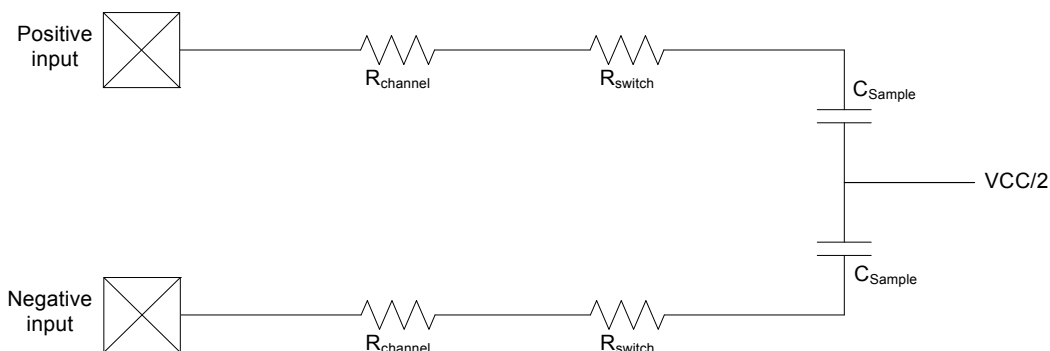 Positive
input
Rchannel
Rswitch
CSample
VCC/2
CSample
Negative
input
Rchannel
Rswitch